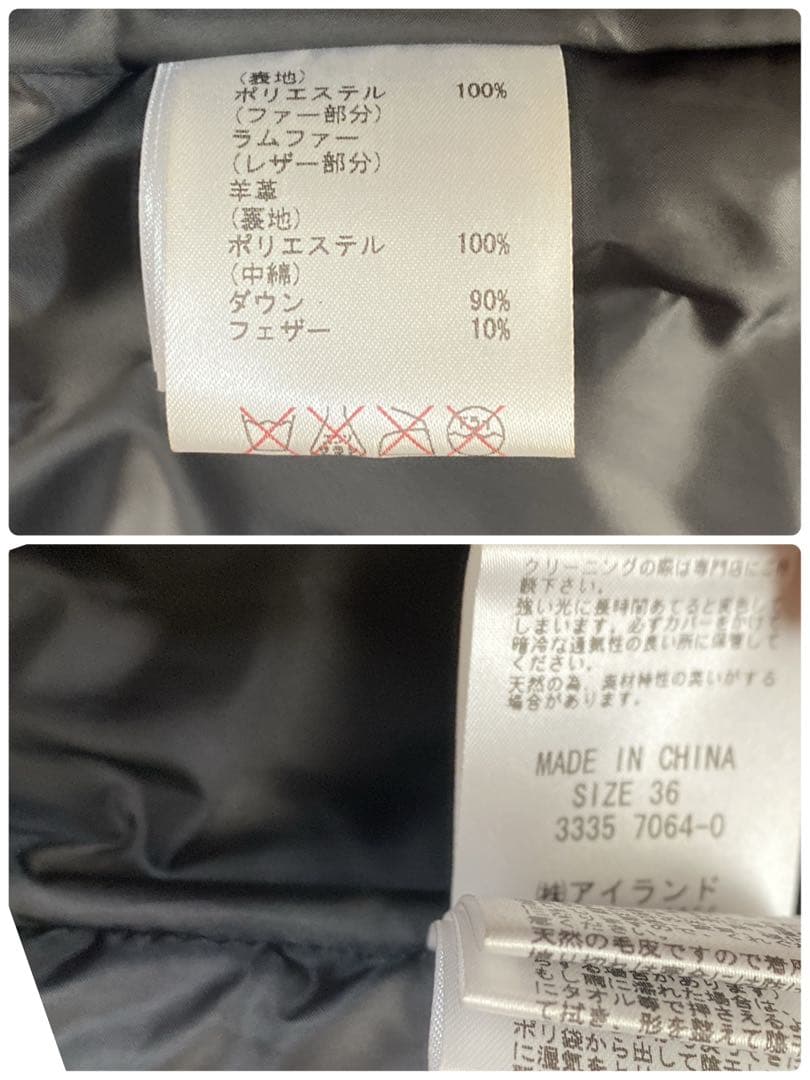 (表地)
ポリエステル 100%
(ファー部分)
ラムファー
(レザー部分)
羊革
(裏地)
ポリエステル 100%
(中綿)
ダウン 90%
フェザー 10%
クリーニングの際は専門店にご
談下さい。
強い光に長時間あてると変色して
しまいます。必ずカバーをかけて
暗冷な通気性の良い所に保管して
ください。
天然の為、素材特性の臭いがする
場合があります。
MADE IN CHINA
SIZE 36
3335 7064-0
㈱アイランド
天然の毛皮ですので着用